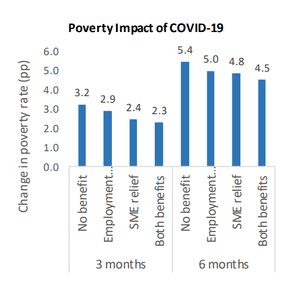 Poverty Impact of COVID-19
Change in poverty rate (pp)
6.0
5.0
4.0
3.0
2.0
1.0
0.0
3.2
2.9
2.4
2.3
5.4
5.0
4.8
4.5
No benefit
Employment...
SME relief
Both benefits
No benefit
Employment...
SME relief
Both benefits
3 months
6 months